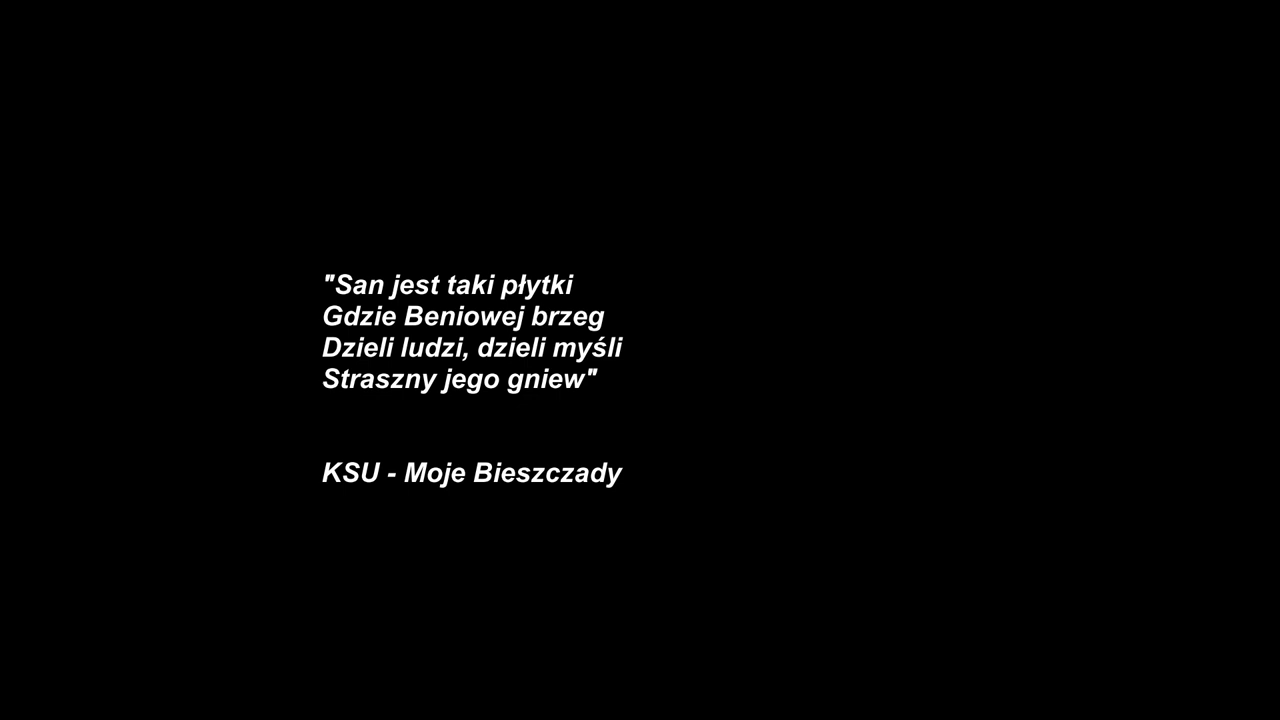 "San jest taki płytki
Gdzie Beniowej brzeg
Dzieli ludzi, dzieli myśli
Straszny jego gniew"
KSU - Moje Bieszczady